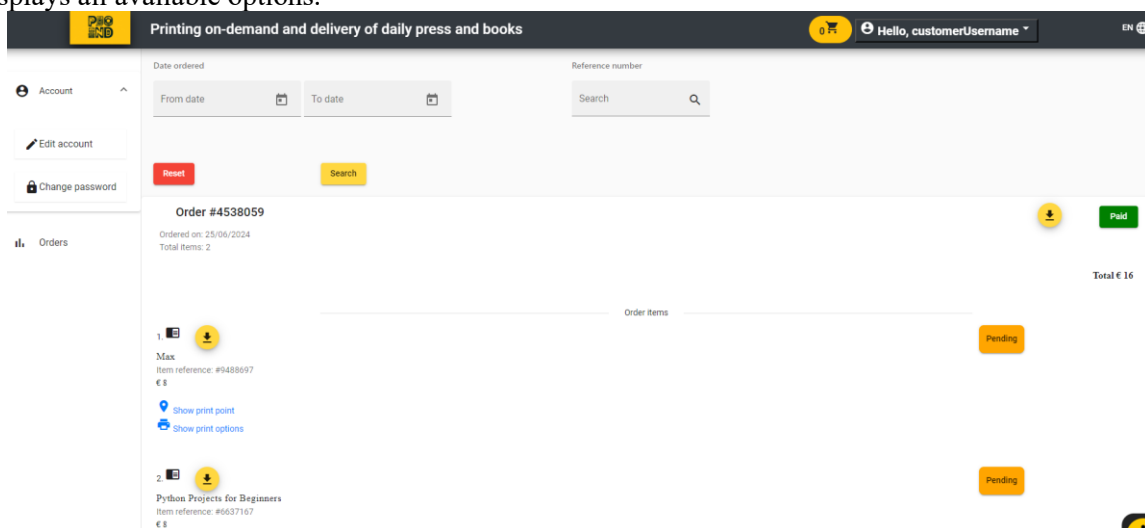 splays all available options.
Printing on-demand and delivery of daily press and books
0
Hello, customerUsername
EN
Date ordered
Reference number
Account
From date
To date
Search
Edit account
Reset
Search
Change password
Order #4538059
Paid
Ordered on: 25/06/2024
Orders
Total items: 2
Total € 16
Order items
1.
Pending
Max
Item reference: #9488697
€ 8
Show print point
Show print options
2.
Pending
Python Projects for Beginners
Item reference: #6637167
€ 8